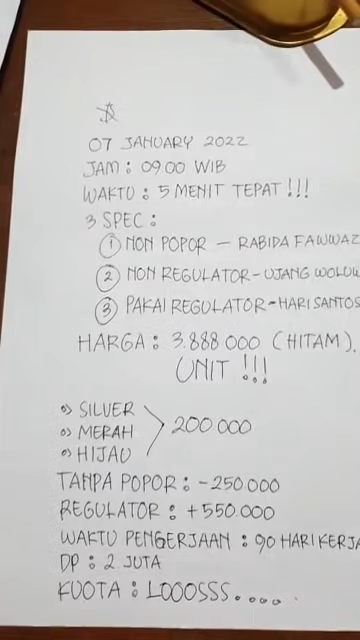 07 JANUARY 2022
JAM : 09.00 WIB
WAKTU : 5 MENIT TEPAT !!!
3 SPEC :
① NON POPOR – RABIDA FAWWAZ
② NON REGULATOR – UJANG WOLUW
③ PAKAI REGULATOR – HARI SANTOS
HARGA : 3.888.000 (HITAM).
UNIT !!!
SILVER
MERAH
HIJAU
200 000
TANPA POPOR : -250.000
REGULATOR : +550.000
WAKTU PENGERJAAN : 90 HARI KERJA
DP : 2 JUTA
KUOTA : LOOOSSS.....